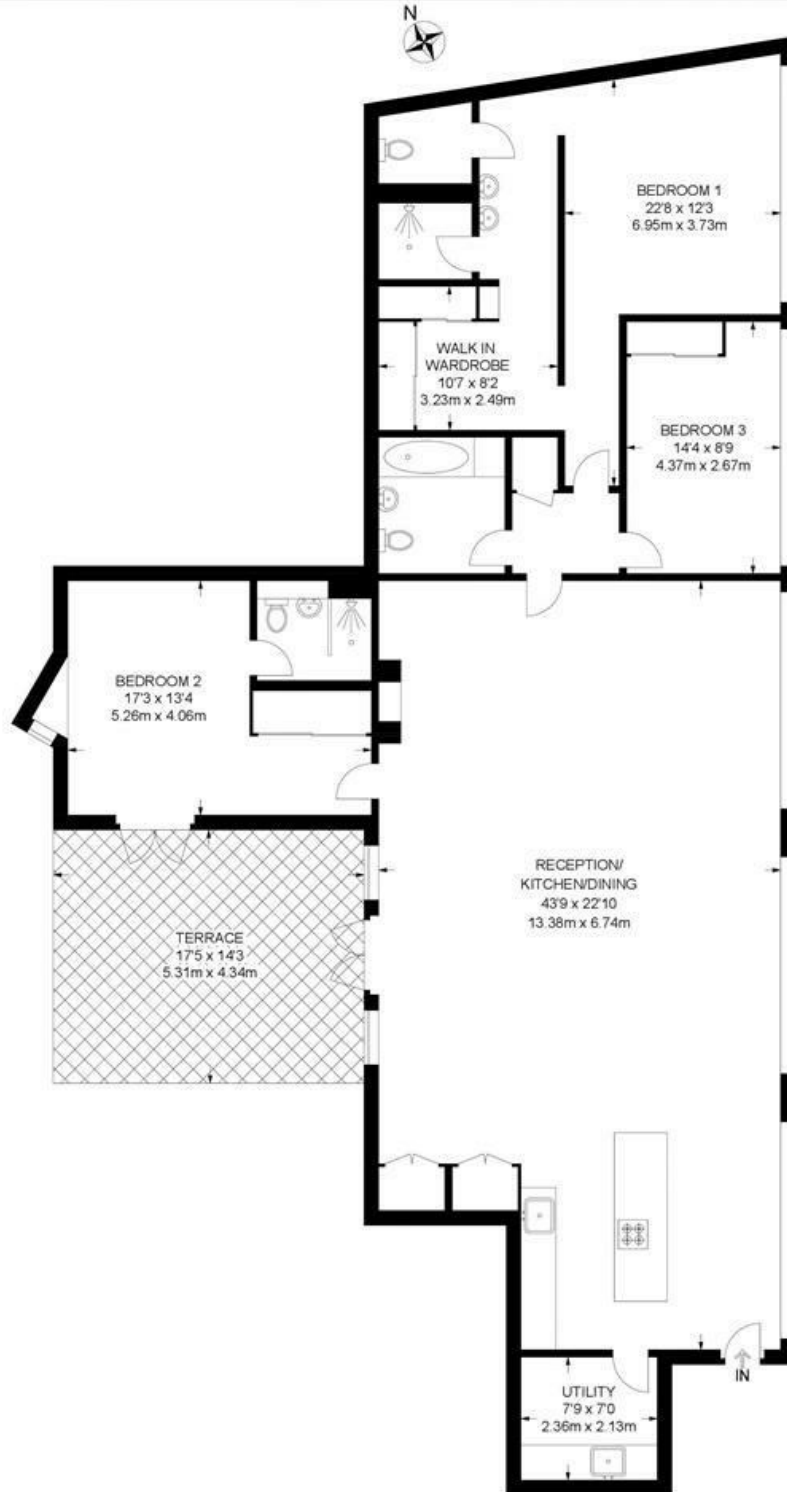 N
BEDROOM 1
22'8 x 12'3
6.95m x 3.73m
WALK IN
WARDROBE
10'7 x 8'2
3.23m x 2.49m
BEDROOM 3
14'4 x 8'9
4.37m x 2.67m
BEDROOM 2
17'3 x 13'4
5.26m x 4.06m
RECEPTION/
KITCHEN/DINING
43'9 x 22'10
13.38m x 6.74m
TERRACE
17'5 x 14'3
5.31m x 4.34m
IN
UTILITY
7'9 x 7'0
2.36m x 2.13m